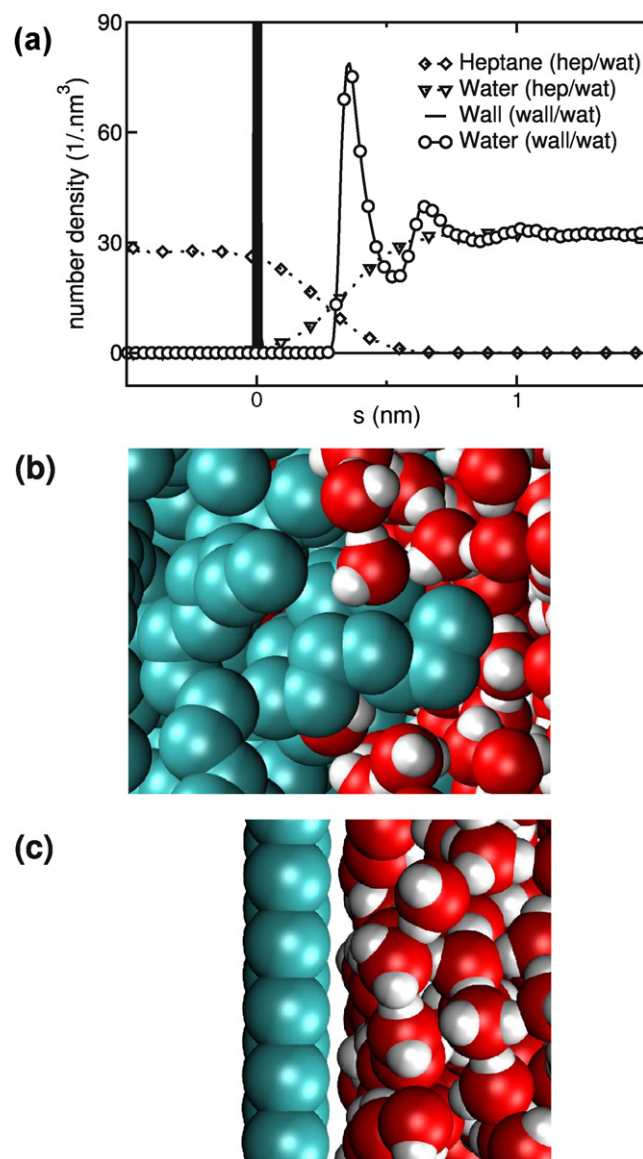 (a)
90
60
30
0
number density (1/.nm³)
Heptane (hep/wat)
Water (hep/wat)
Wall (wall/wat)
Water (wall/wat)
0
1
s (nm)
(b)
(c)